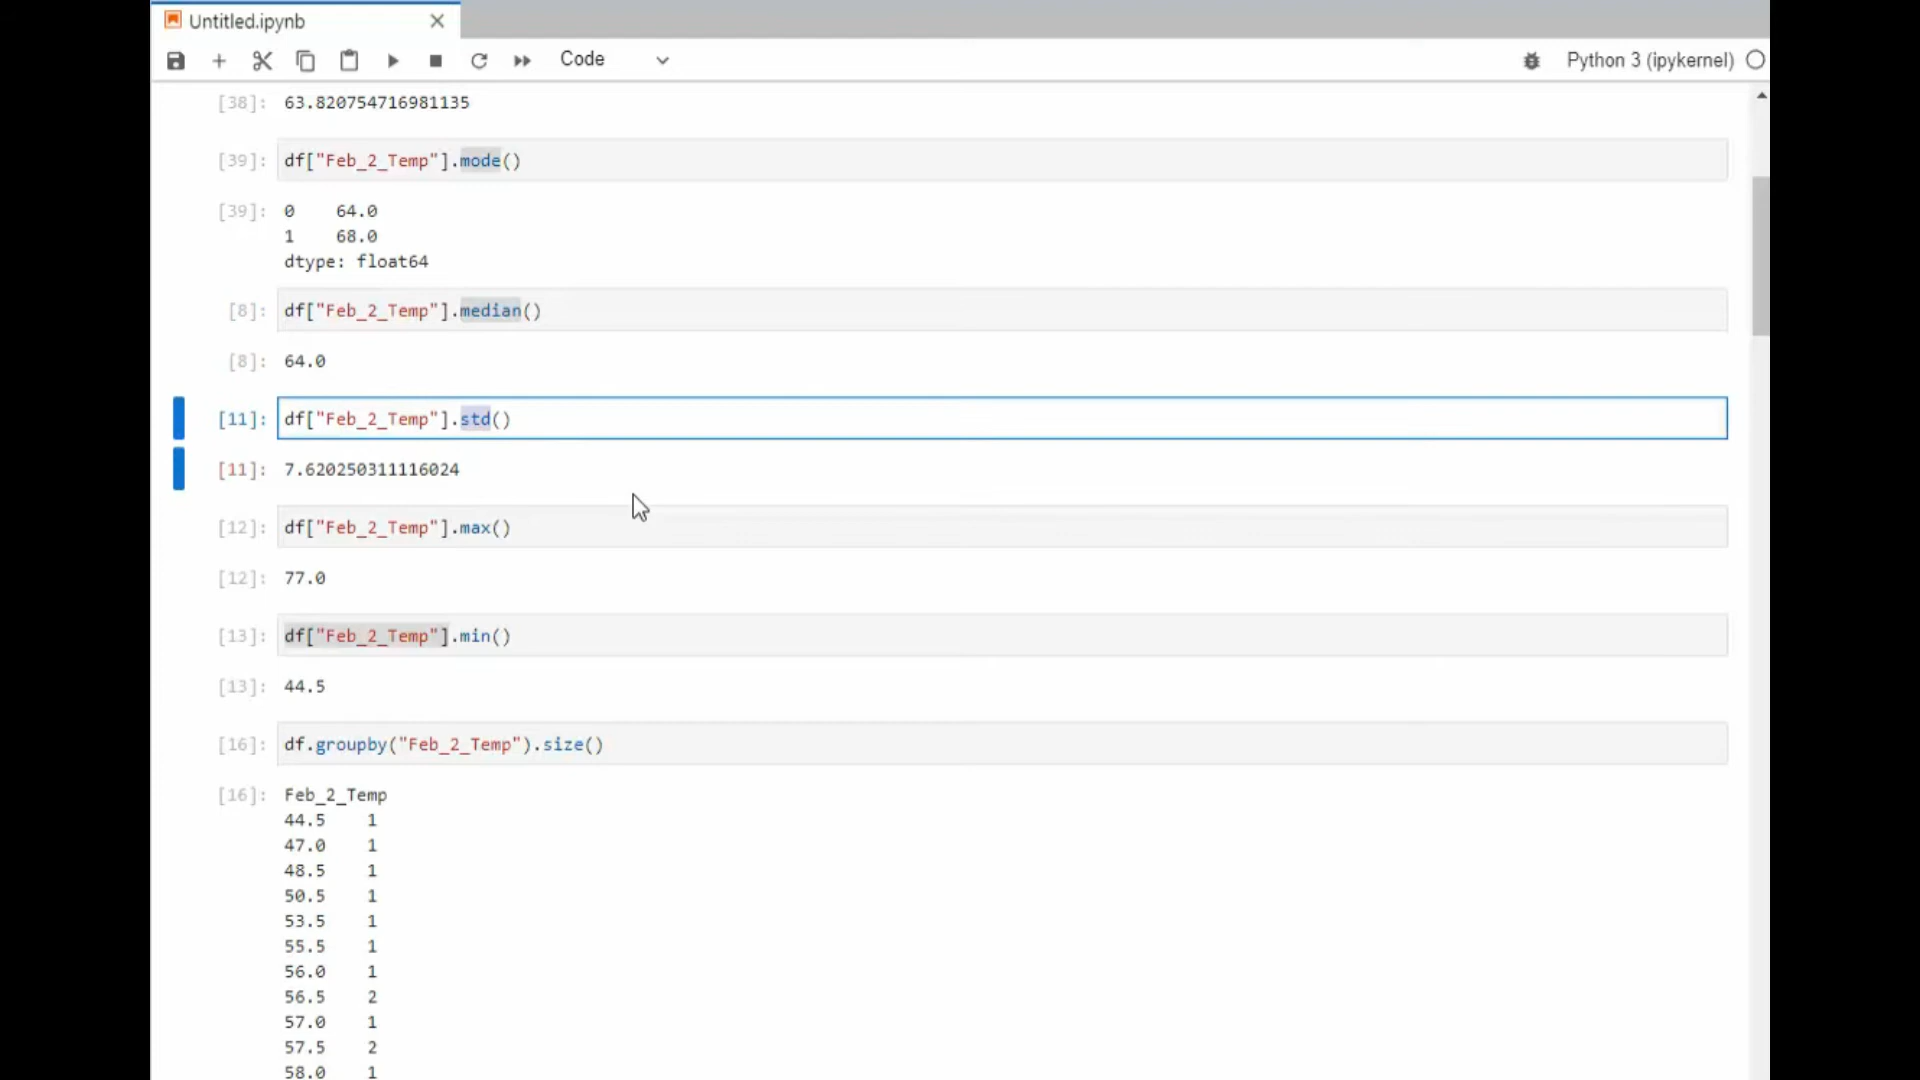 Untitled.ipynb
Code
Python 3 (ipykernel)
[38]: 63.820754716981135
[39]: df["Feb_2_Temp"].mode()
[39]: 0 64.0
1 68.0
dtype: float64
[8]: df["Feb_2_Temp"].median()
[8]: 64.0
[11]: df["Feb_2_Temp"].std()
[11]: 7.620250311116024
[12]: df["Feb_2_Temp"].max()
[12]: 77.0
[13]: df["Feb_2_Temp"].min()
[13]: 44.5
[16]: df.groupby("Feb_2_Temp").size()
[16]: Feb_2_Temp
44.5 1
47.0 1
48.5 1
50.5 1
53.5 1
55.5 1
56.0 1
56.5 2
57.0 1
57.5 2
58.0 1